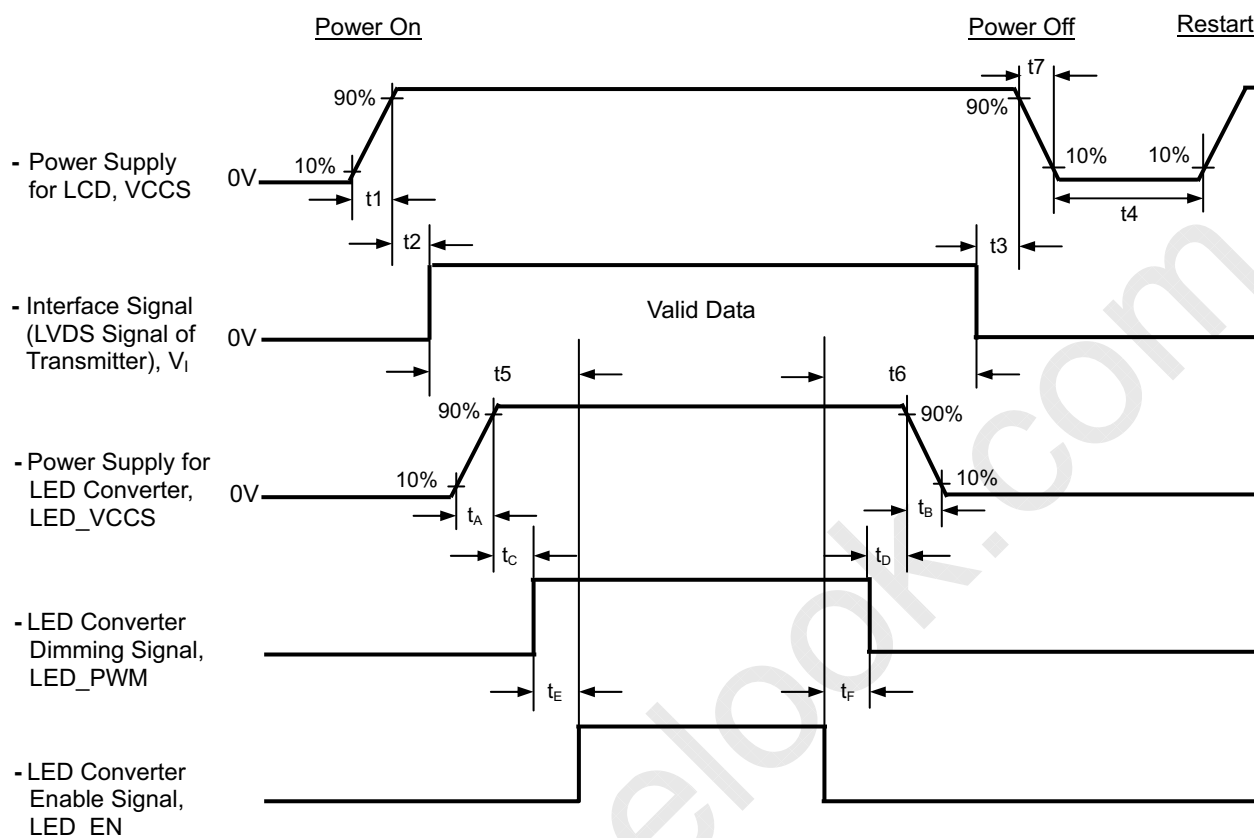 Power On
Power Off
Restart
t7
90%
90%
10%
10%
10%
- Power Supply
for LCD, VCCS
0V
t1
t4
t2
t3
- Interface Signal
(LVDS Signal of
Transmitter), VI
0V
Valid Data
t5
t6
90%
90%
- Power Supply for
LED Converter,
LED_VCCS
0V
10%
10%
tA
tB
tC
tD
- LED Converter
Dimming Signal,
LED_PWM
tE
tF
- LED Converter
Enable Signal,
LED_EN
elook.com